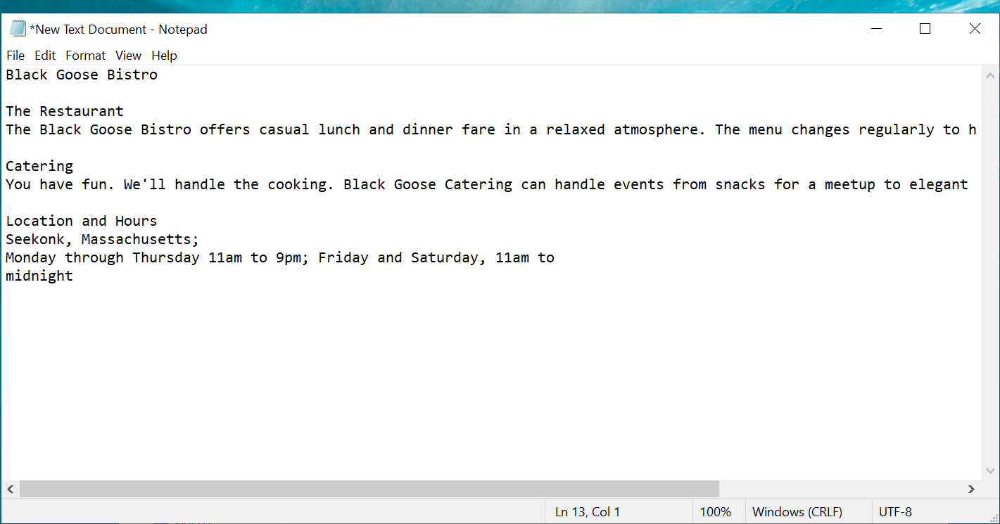 *New Text Document - Notepad
File Edit Format View Help
Black Goose Bistro
The Restaurant
The Black Goose Bistro offers casual lunch and dinner fare in a relaxed atmosphere. The menu changes regularly to h
Catering
You have fun. We'll handle the cooking. Black Goose Catering can handle events from snacks for a meetup to elegant
Location and Hours
Seekonk, Massachusetts;
Monday through Thursday 11am to 9pm; Friday and Saturday, 11am to
midnight
Ln 13, Col 1 100% Windows (CRLF) UTF-8